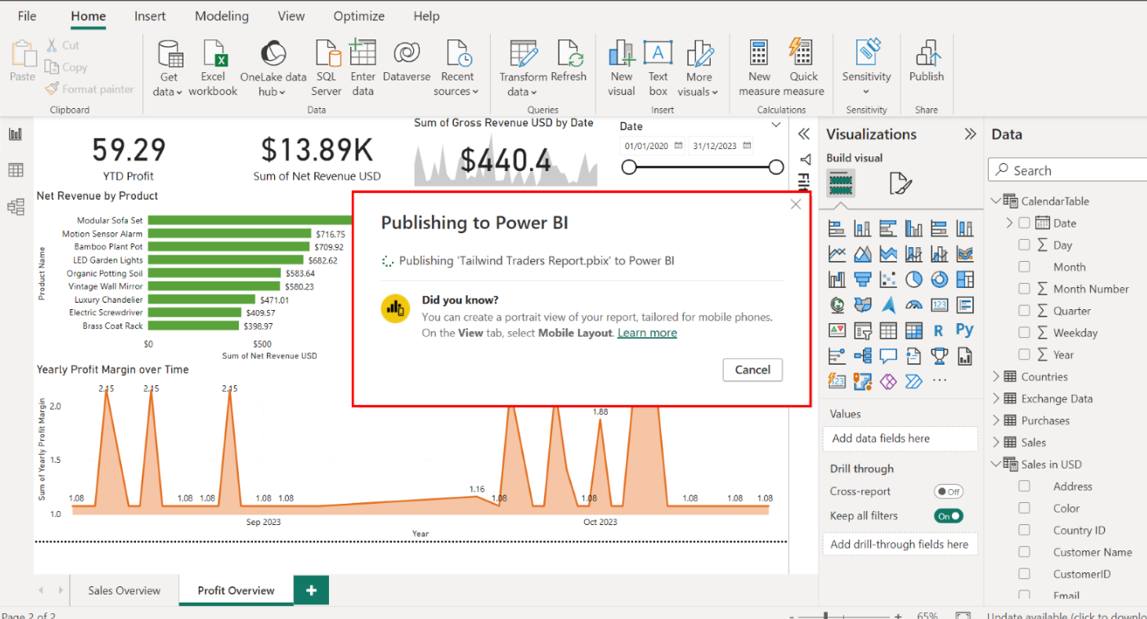 File Home Insert Modeling View Optimize Help
Paste
Cut
Copy
Format painter
Clipboard
Get data
Excel workbook
OneLake data hub
SQL Server
Enter data
Dataverse
Recent sources
Data
Transform data
Refresh
Queries
New visual
Text box
More visuals
Insert
New measure
Quick measure
Calculations
Sensitivity
Sensitivity
Publish
Share
59.29
YTD Profit
$13.89K
Sum of Net Revenue USD
Sum of Gross Revenue USD by Date
$440.4
Date
01/01/2020 31/12/2023
Net Revenue by Product
Product Name
Modular Sofa Set
Motion Sensor Alarm $716.75
Bamboo Plant Pot $709.92
LED Garden Lights $682.62
Organic Potting Soil $583.64
Vintage Wall Mirror $580.23
Luxury Chandelier $471.01
Electric Screwdriver $409.57
Brass Coat Rack $398.97
$0 $500
Sum of Net Revenue USD
Publishing to Power BI
Publishing 'Tailwind Traders Report.pbix' to Power BI
Did you know?
You can create a portrait view of your report, tailored for mobile phones.
On the View tab, select Mobile Layout. Learn more
Cancel
Yearly Profit Margin over Time
Sum of Yearly Profit Margin
2.0
1.5
1.0
2.15 2.15 2.15
1.88
1.08 1.08 1.08 1.08 1.08 1.16 1.08 1.08 1.08 1.08
Sep 2023 Oct 2023
Year
Sales Overview Profit Overview +
Page 2 of 2
65%
Update available (click to downlo
Visualizations
Build visual
R Py
Values
Add data fields here
Drill through
Cross-report Off
Keep all filters On
Add drill-through fields here
Data
Search
CalendarTable
Date
Day
Month
Month Number
Quarter
Weekday
Year
Countries
Exchange Data
Purchases
Sales
Sales in USD
Address
Color
Country ID
Customer Name
CustomerID
Email